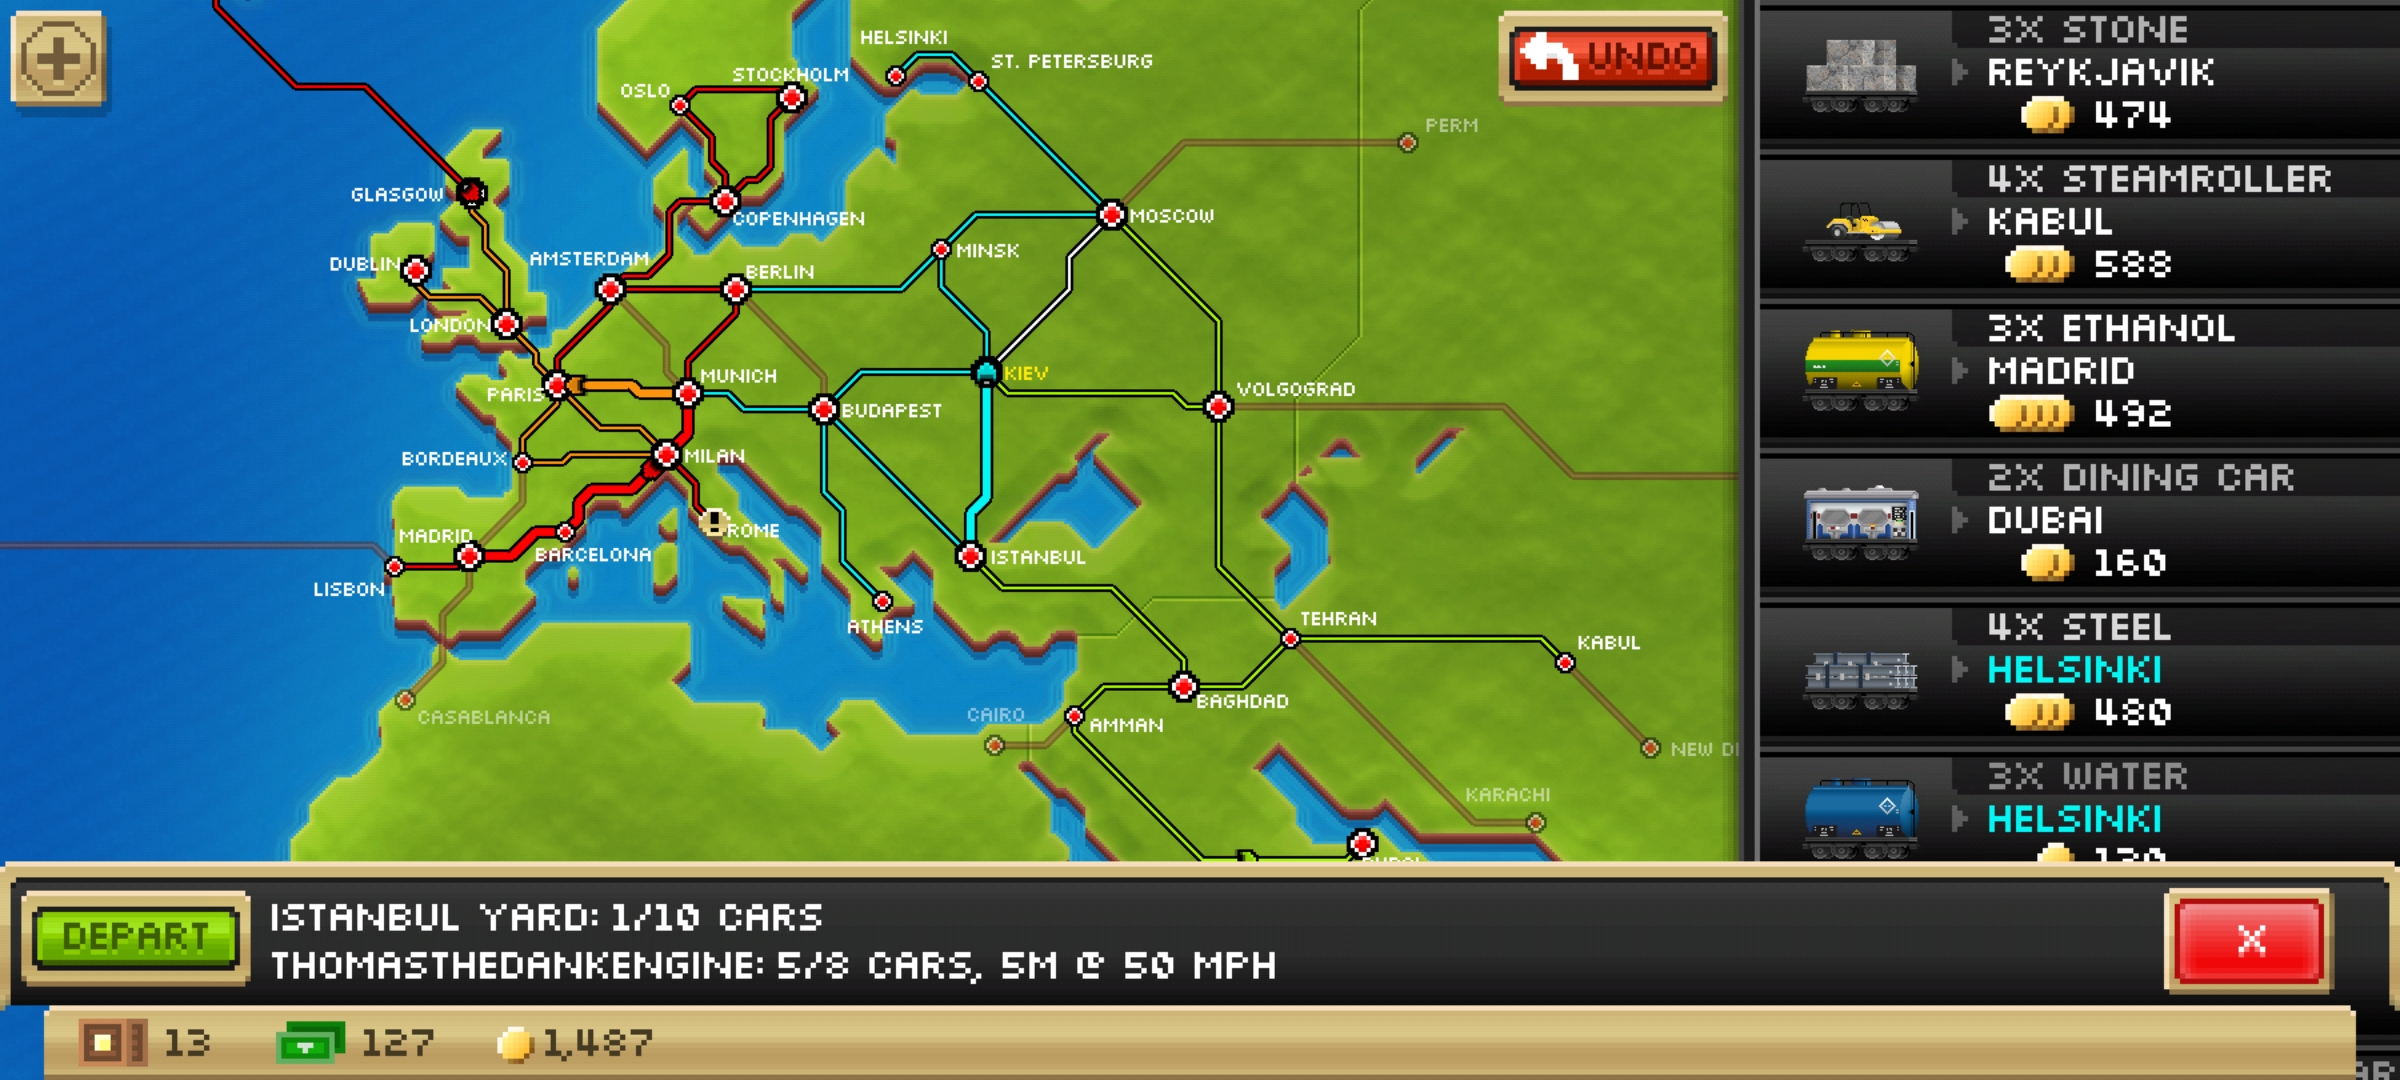 HELSINKI
ST. PETERSBURG
UNDO
STOCKHOLM
OSLO
PERM
GLASGOW
COPENHAGEN
MOSCOW
DUBLIN
AMSTERDAM
BERLIN
MINSK
LONDON
PARIS
MUNICH
KIEV
VOLGOGRAD
BUDAPEST
BORDEAUX
MILAN
MADRID
ROME
BARCELONA
ISTANBUL
LISBON
ATHENS
TEHRAN
KABUL
CASABLANCA
CAIRO
AMMAN
BAGHDAD
NEW D
KARACHI
3X STONE
REYKJAVIK
474
4X STEAMROLLER
KABUL
588
3X ETHANOL
MADRID
492
2X DINING CAR
DUBAI
160
4X STEEL
HELSINKI
480
3X WATER
HELSINKI
DEPART
ISTANBUL YARD: 1/10 CARS
THOMASTHEDANKENGINE: 5/8 CARS, 5M @ 50 MPH
X
13
127
1,487